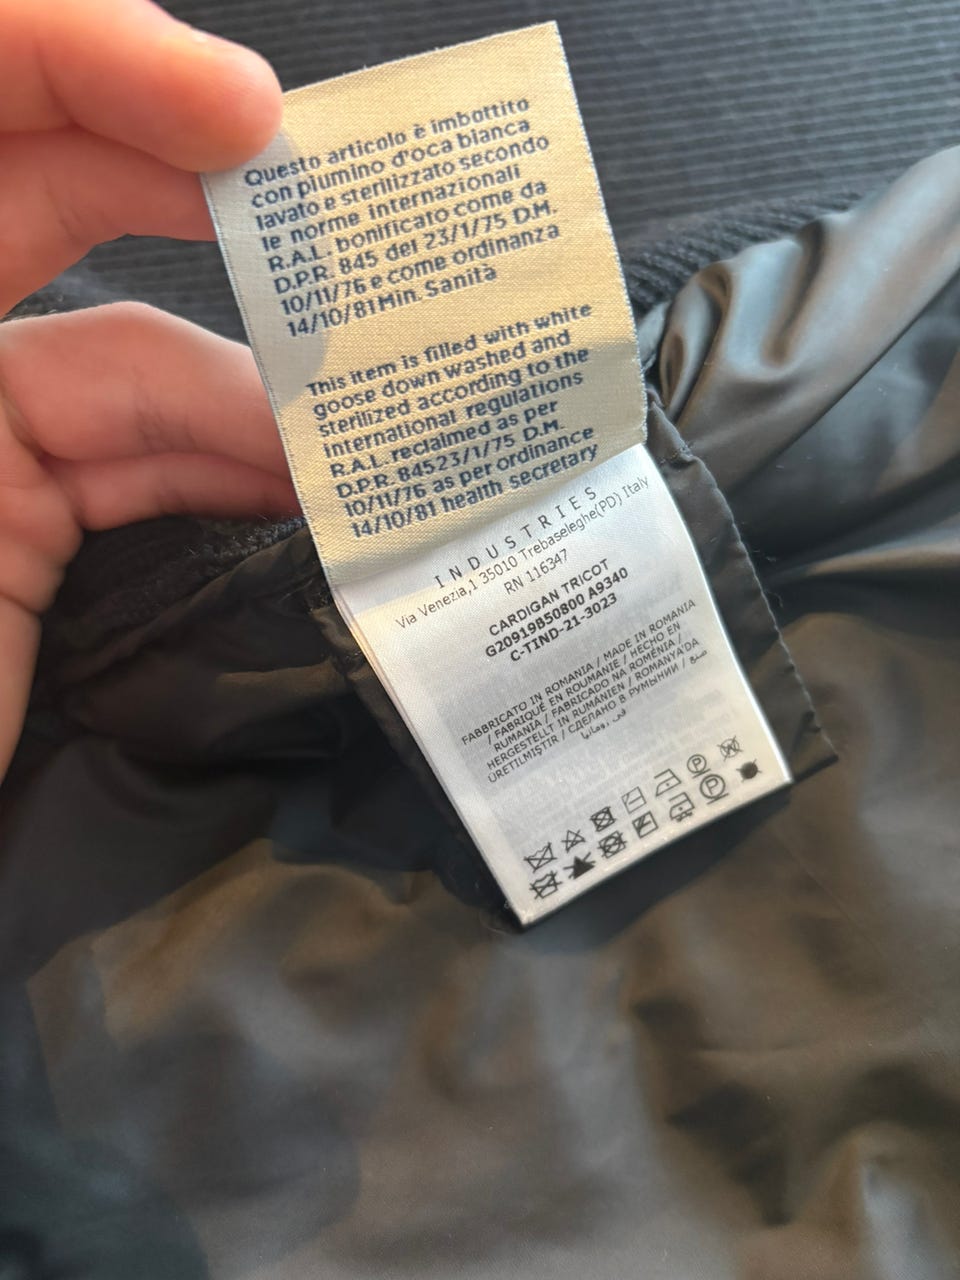 Questo articolo è imbottito
con piumino d'oca bianca
lavato e sterilizzato secondo
le norme internazionali
R.A.L. bonificato come da
D.P.R. 845 del 23/1/75 D.M.
10/11/76 e come ordinanza
14/10/81Min. Sanità
This item is filled with white
goose down washed and
sterilized according to the
international regulations
R.A.L. reclaimed as per
D.P.R. 84523/1/75 D.M.
10/11/76 as per ordinance
14/10/81 health secretary
INDUSTRIES
Via Venezia,1 35010 Trebaseleghe(PD) Italy
RN 116347
CARDIGAN TRICOT
G20919B50800 A9340
C-TIND-21-3023
FABBRICATO IN ROMANIA / MADE IN ROMANIA
/ FABRIQUÉ EN ROUMANIE / HECHO EN
RUMANIA / FABRICADO NA ROMÉNIA /
HERGESTELLT IN RUMÄNIEN / ROMANYA'DA
ÜRETILMIŞTIR / СДЕЛАНО В РУМЫНИИ / صنع
في رومانيا
P
P